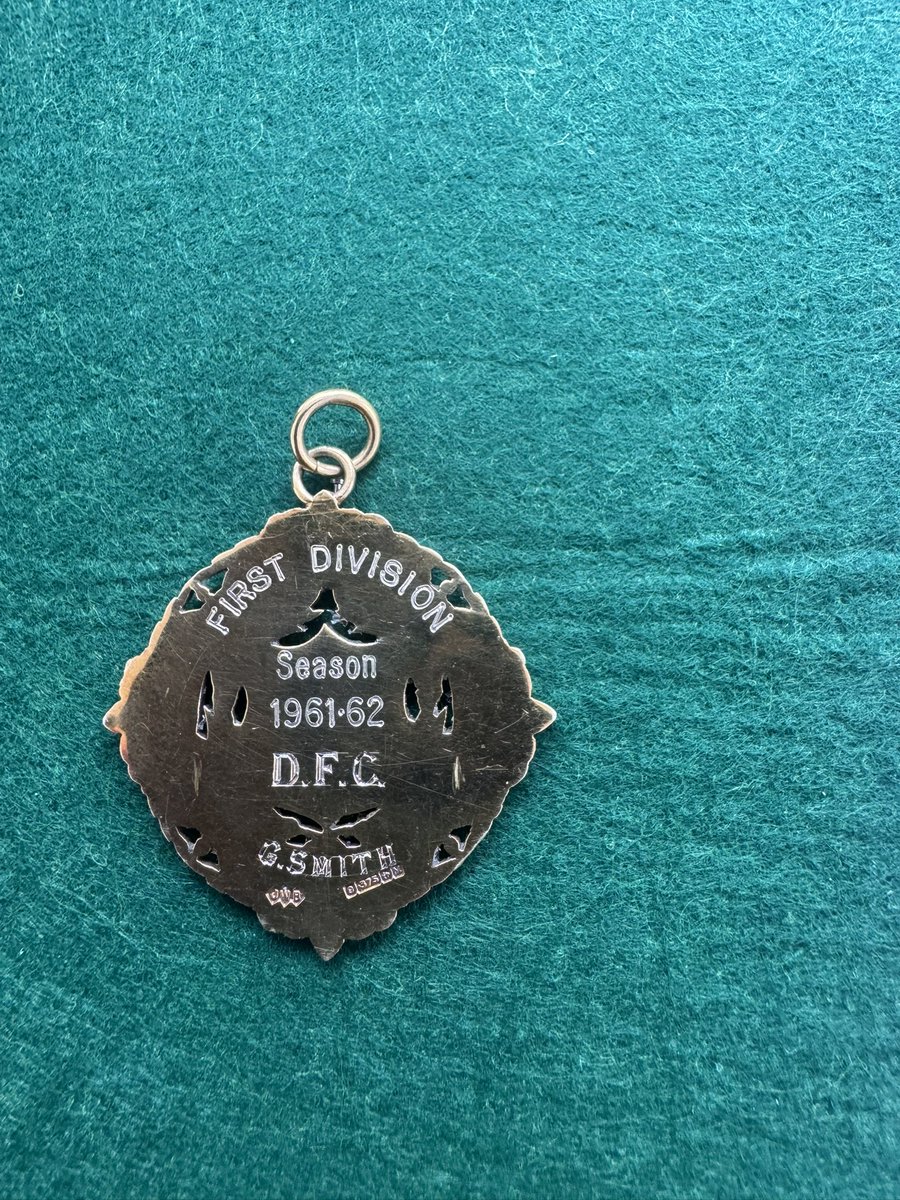 FIRST DIVISION
Season
1961·62
D.F.C.
G. SMITH